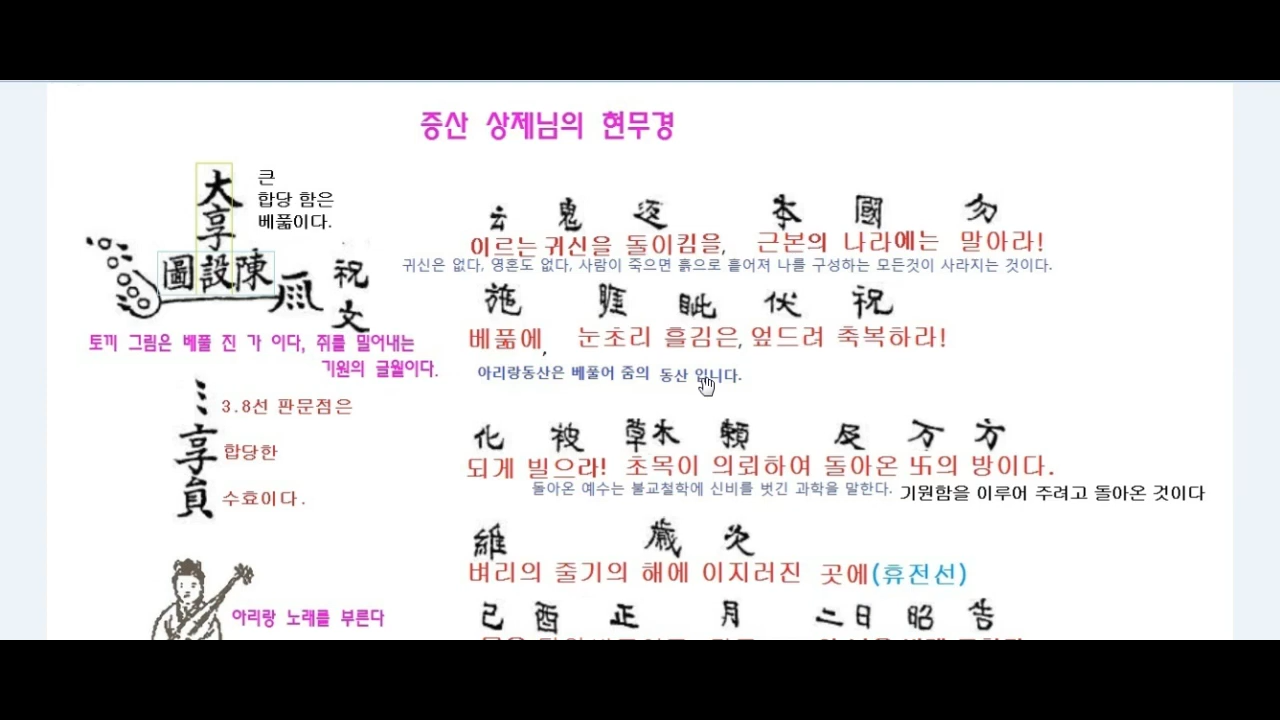 증산 상제님의 현무경
大
享
큰
합당 함은
베풂이다.
圖設陳
祝
文
토끼 그림은 베풀 진 가 이다, 쥐를 밀어내는
기원의 글월이다.
3.8선 판문점은
享
합당한
員
수효이다.
아리랑 노래를 부른다
云 鬼 返 本 國 勿
이르는 귀신을 돌이킴을, 근본의 나라에는 말아라!
귀신은 없다, 영혼도 없다, 사람이 죽으면 흙으로 흩어져 나를 구성하는 모든것이 사라지는 것이다.
施 眦 伏 祝
베풂에, 눈초리 흘김은, 엎드려 축복하라!
아리랑동산은 베풀어 줌의 동산 입니다.
化 被 草木 賴 及 万 方
되게 빌으라! 초목이 의뢰하여 돌아온 卐의 방이다.
돌아온 예수는 불교철학에 신비를 벗긴 과학을 말한다. 기원함을 이루어 주려고 돌아온 것이다
維 歲 次
벼리의 줄기의 해에 이지러진 곳에(휴전선)
己 酉 正 月 二 日 昭 告